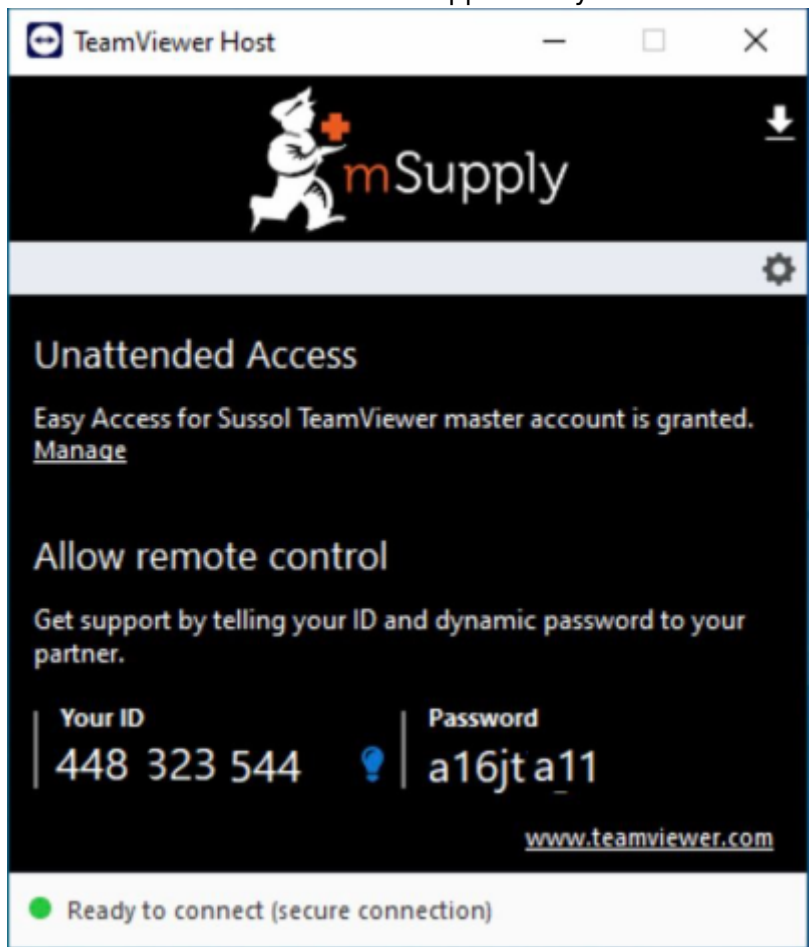 TeamViewer Host
mSupply
Unattended Access
Easy Access for Sussol TeamViewer master account is granted.
Manage
Allow remote control
Get support by telling your ID and dynamic password to your
partner.
Your ID
448 323 544
Password
a16jt a11
www.teamviewer.com
Ready to connect (secure connection)